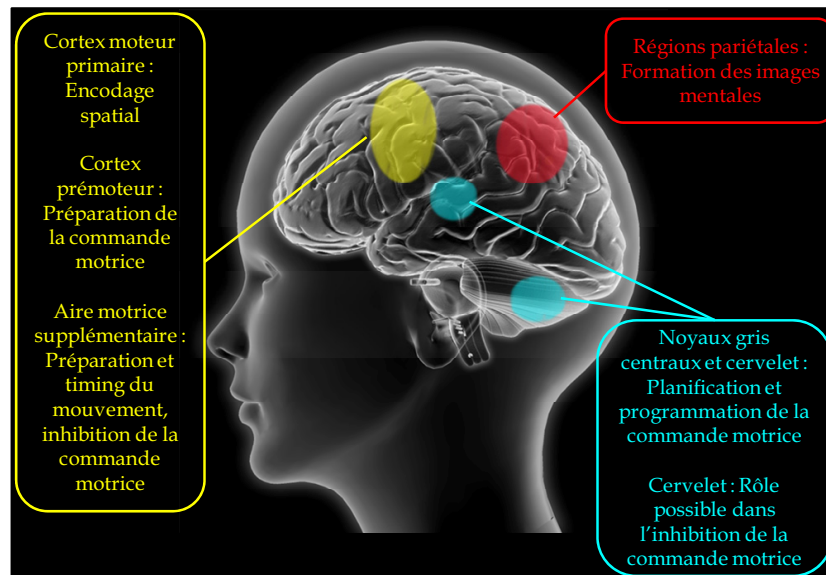 Cortex moteur
primaire :
Encodage
spatial
Cortex
prémoteur :
Préparation de
la commande
motrice
Aire motrice
supplémentaire :
Préparation et
timing du
mouvement,
inhibition de la
commande
motrice
Régions pariétales :
Formation des images
mentales
Noyaux gris
centraux et cervelet :
Planification et
programmation de la
commande motrice
Cervelet : Rôle
possible dans
l’inhibition de la
commande motrice